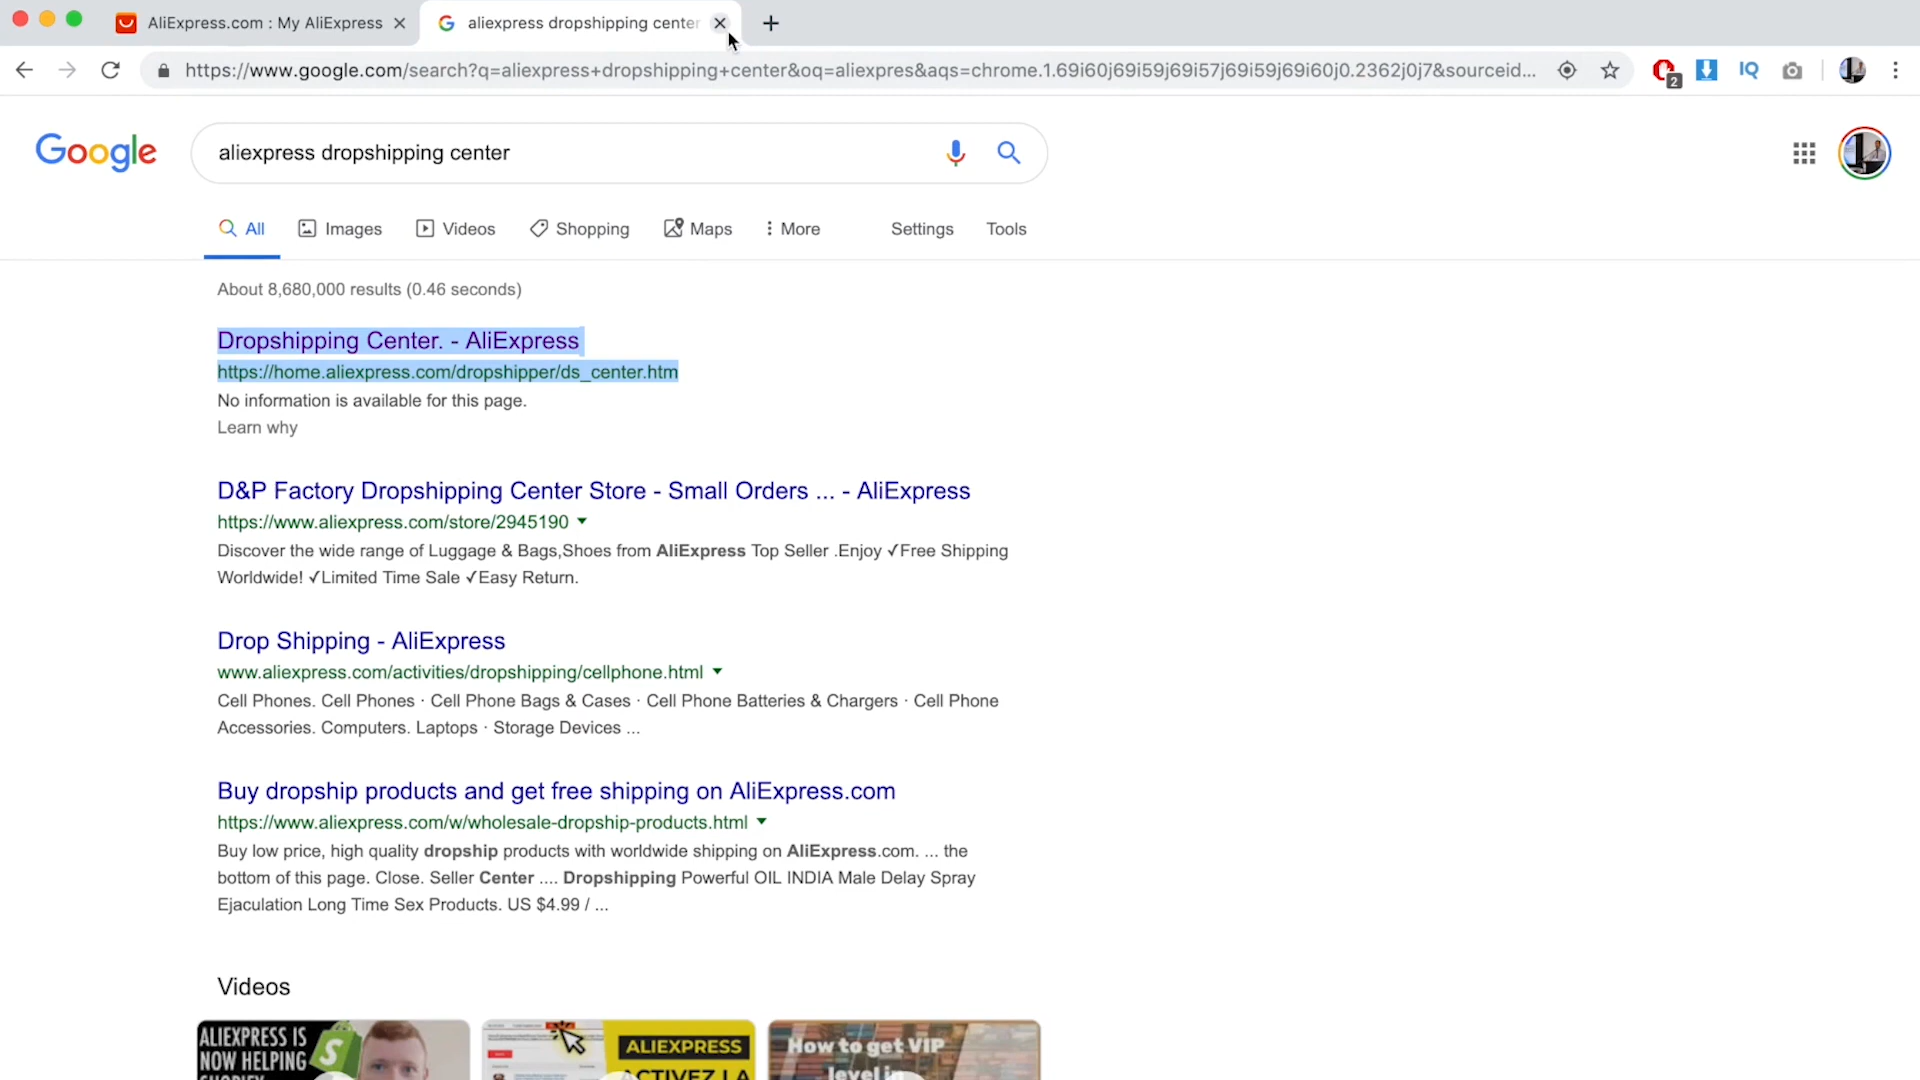 AliExpress.com : My AliExpress
aliexpress dropshipping center
https://www.google.com/search?q=aliexpress+dropshipping+center&oq=aliexpres&aqs=chrome.1.69i60j69i59j69i57j69i59j69i60j0.2362j0j7&sourceid...
2
IQ
Google
aliexpress dropshipping center
All
Images
Videos
Shopping
Maps
More
Settings
Tools
About 8,680,000 results (0.46 seconds)
Dropshipping Center. - AliExpress
https://home.aliexpress.com/dropshipper/ds_center.htm
No information is available for this page.
Learn why
D&P Factory Dropshipping Center Store - Small Orders ... - AliExpress
https://www.aliexpress.com/store/2945190
Discover the wide range of Luggage & Bags,Shoes from AliExpress Top Seller .Enjoy ✓Free Shipping
Worldwide! ✓Limited Time Sale ✓Easy Return.
Drop Shipping - AliExpress
www.aliexpress.com/activities/dropshipping/cellphone.html
Cell Phones. Cell Phones · Cell Phone Bags & Cases · Cell Phone Batteries & Chargers · Cell Phone
Accessories. Computers. Laptops · Storage Devices ...
Buy dropship products and get free shipping on AliExpress.com
https://www.aliexpress.com/w/wholesale-dropship-products.html
Buy low price, high quality dropship products with worldwide shipping on AliExpress.com. ... the
bottom of this page. Close. Seller Center .... Dropshipping Powerful OIL INDIA Male Delay Spray
Ejaculation Long Time Sex Products. US $4.99 / ...
Videos
ALIEXPRESS IS
NOW HELPING
SHOPIFY
ALIEXPRESS
ACTIVEZ LA
How to get VIP
level in